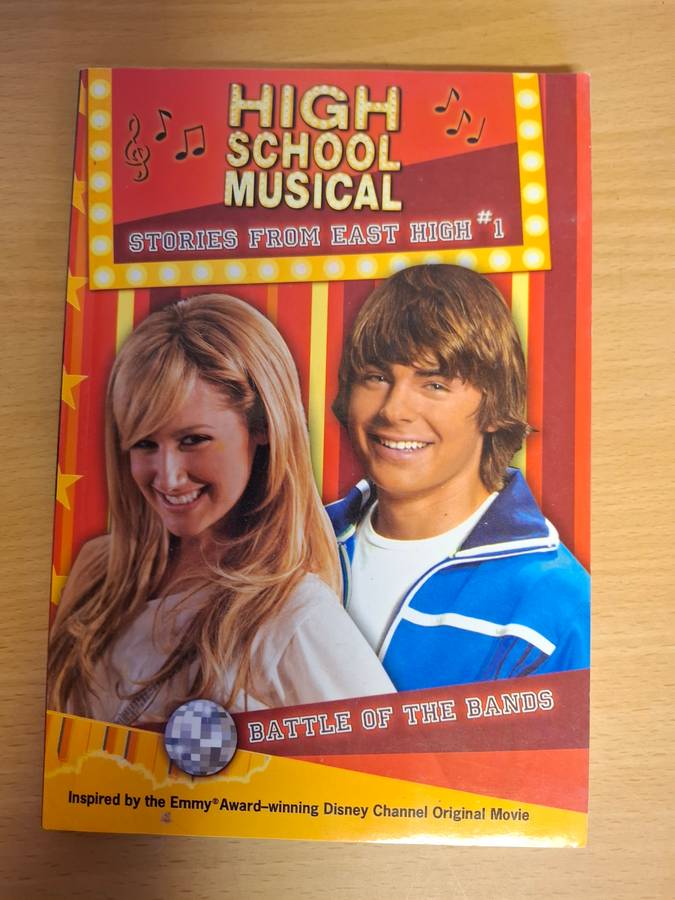 HIGH
SCHOOL
MUSICAL
STORIES FROM EAST HIGH #1
BATTLE OF THE BANDS
Inspired by the Emmy® Award–winning Disney Channel Original Movie